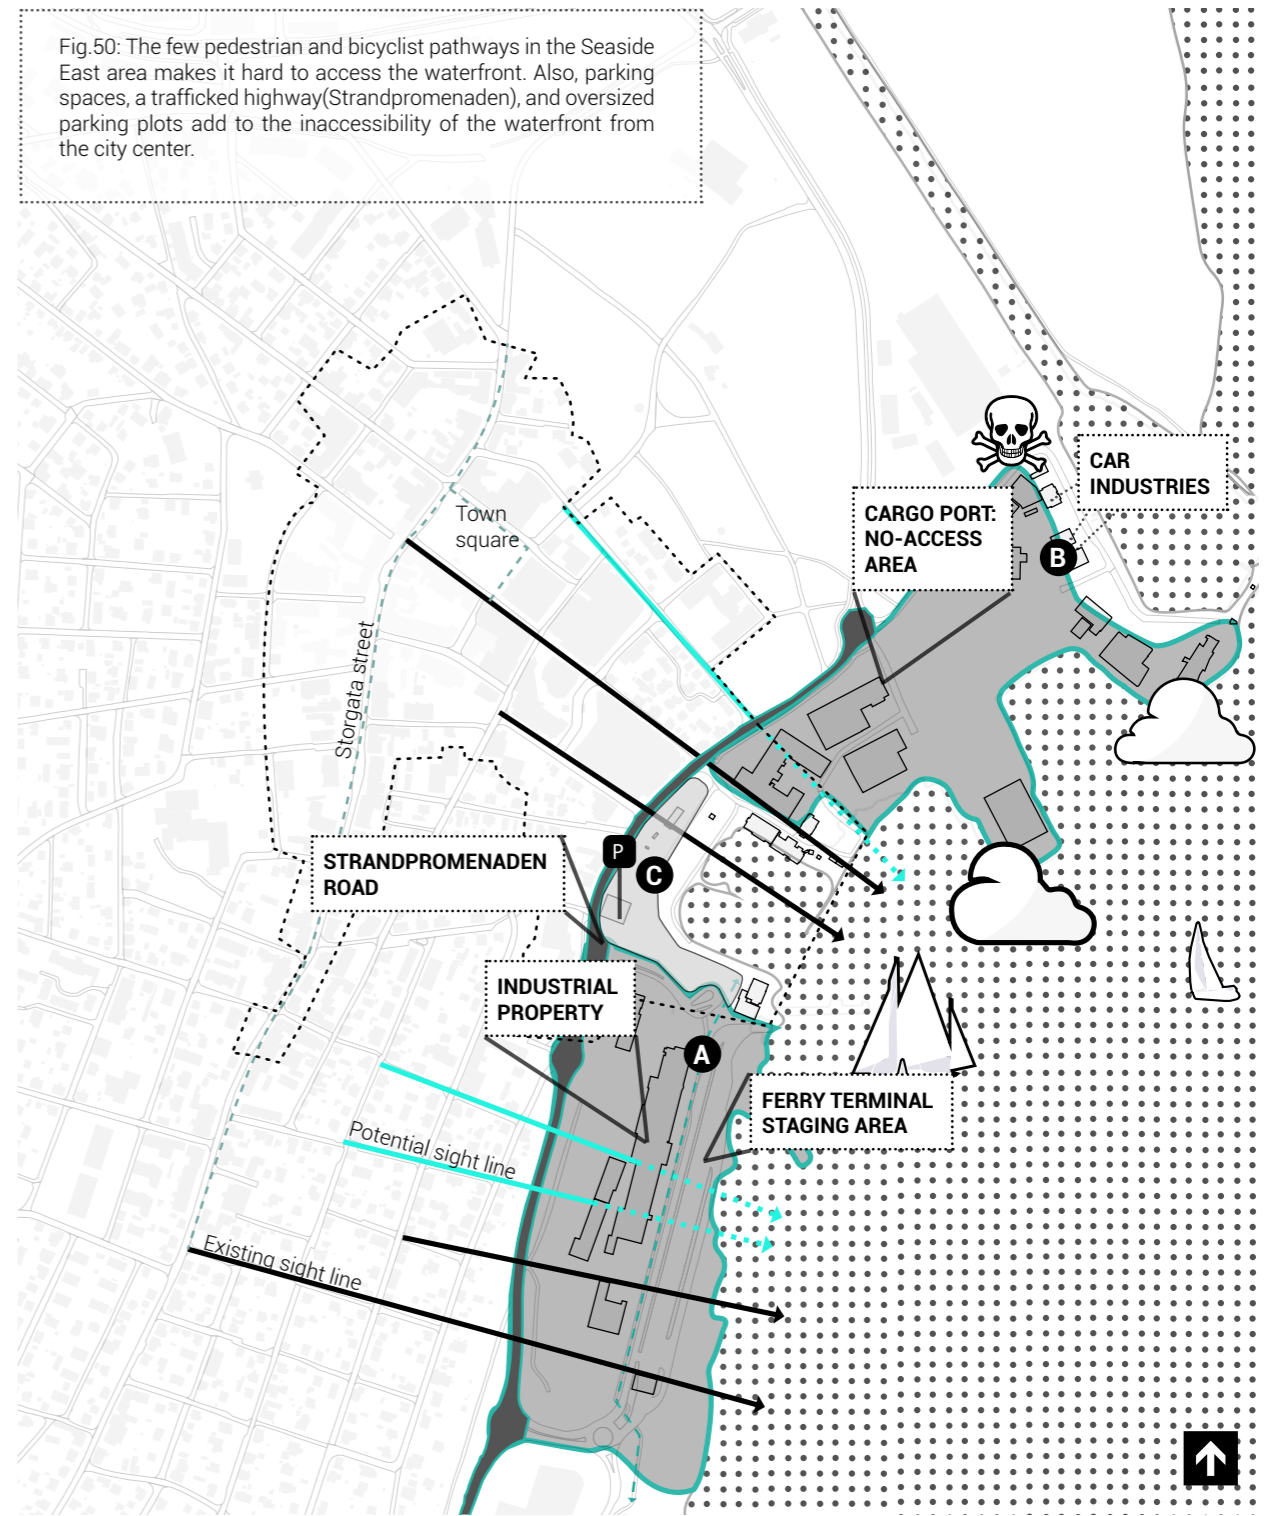 Fig.50: The few pedestrian and bicyclist pathways in the Seaside
East area makes it hard to access the waterfront. Also, parking
spaces, a trafficked highway(Strandpromenaden), and oversized
parking plots add to the inaccessibility of the waterfront from
the city center.
CAR
INDUSTRIES
CARGO PORT:
NO-ACCESS
AREA
B
Town
square
Storgata street
P
C
STRANDPROMENADEN
ROAD
INDUSTRIAL
PROPERTY
A
FERRY TERMINAL
STAGING AREA
Potential sight line
Existing sight line